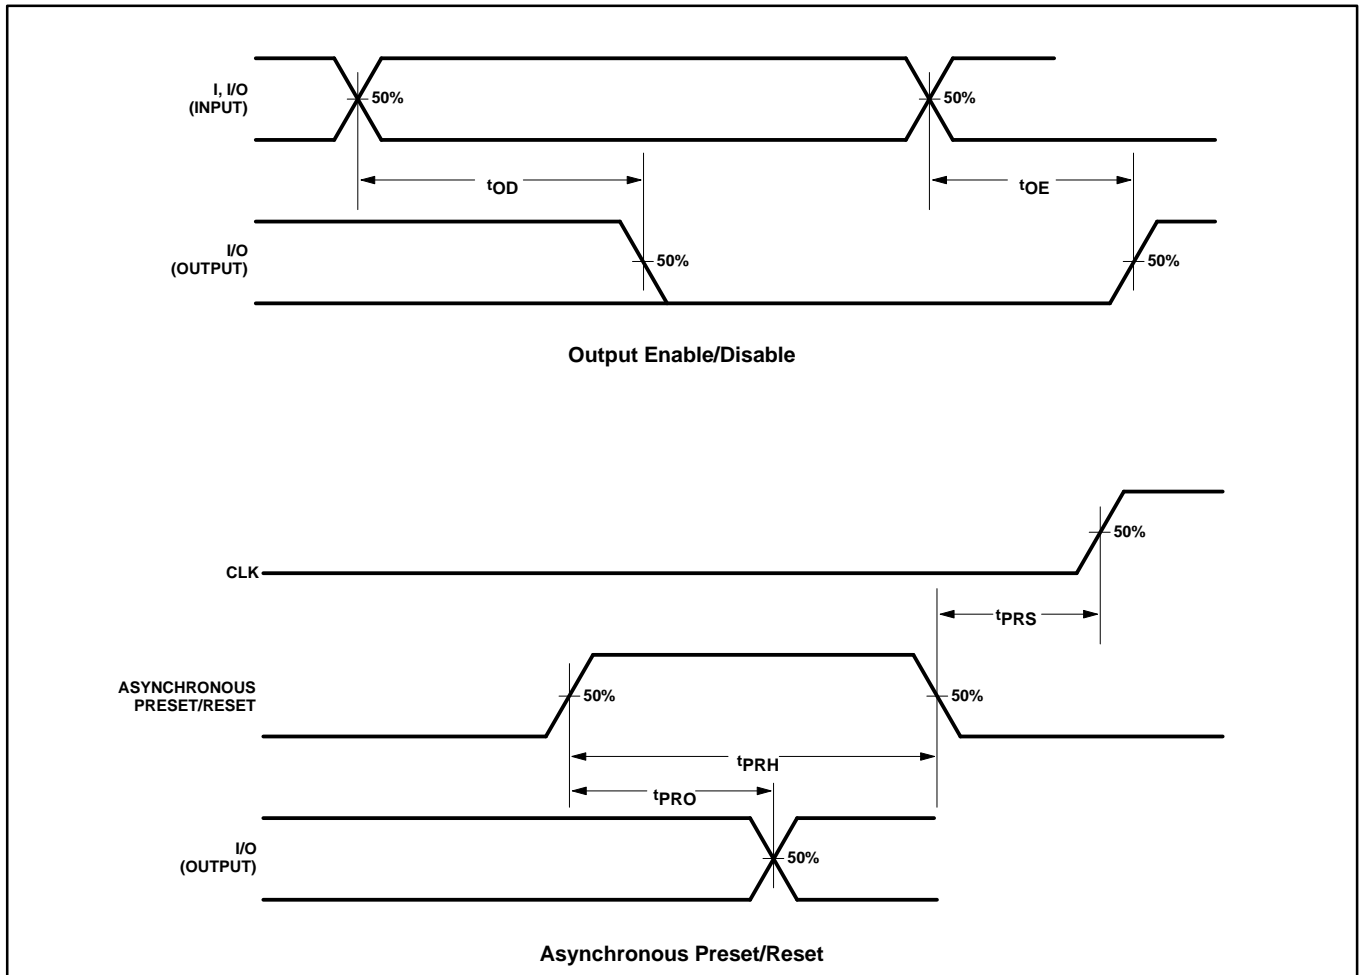 I, I/O
(INPUT)
50%
50%
tOD
tOE
I/O
(OUTPUT)
50%
50%
Output Enable/Disable
CLK
50%
tPRS
ASYNCHRONOUS
PRESET/RESET
50%
50%
tPRH
tPRO
I/O
(OUTPUT)
50%
Asynchronous Preset/Reset